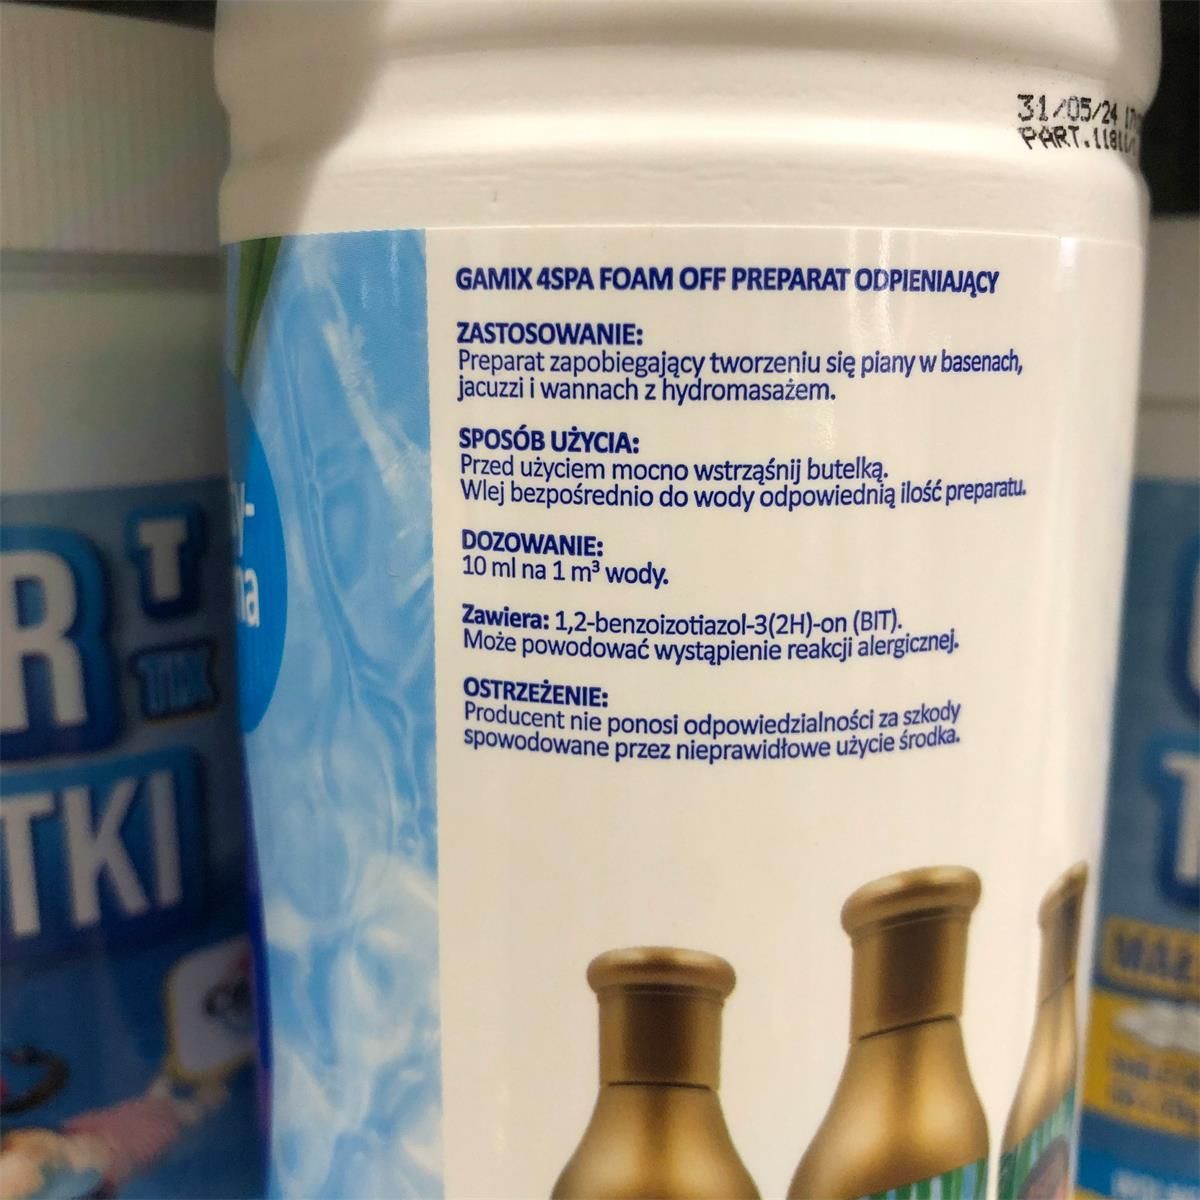 31/05/24
PART.
GAMIX 4SPA FOAM OFF PREPARAT ODPIENIAJĄCY
ZASTOSOWANIE:
Preparat zapobiegający tworzeniu się piany w basenach,
jacuzzi i wannach z hydromasażem.
SPOSÓB UŻYCIA:
Przed użyciem mocno wstrząśnij butelką.
Wlej bezpośrednio do wody odpowiednią ilość preparatu.
DOZOWANIE:
10 ml na 1 m³ wody.
Zawiera: 1,2-benzoizotiazol-3(2H)-on (BIT).
Może powodować wystąpienie reakcji alergicznej.
OSTRZEŻENIE:
Producent nie ponosi odpowiedzialności za szkody
spowodowane przez nieprawidłowe użycie środka.
R T
TKI